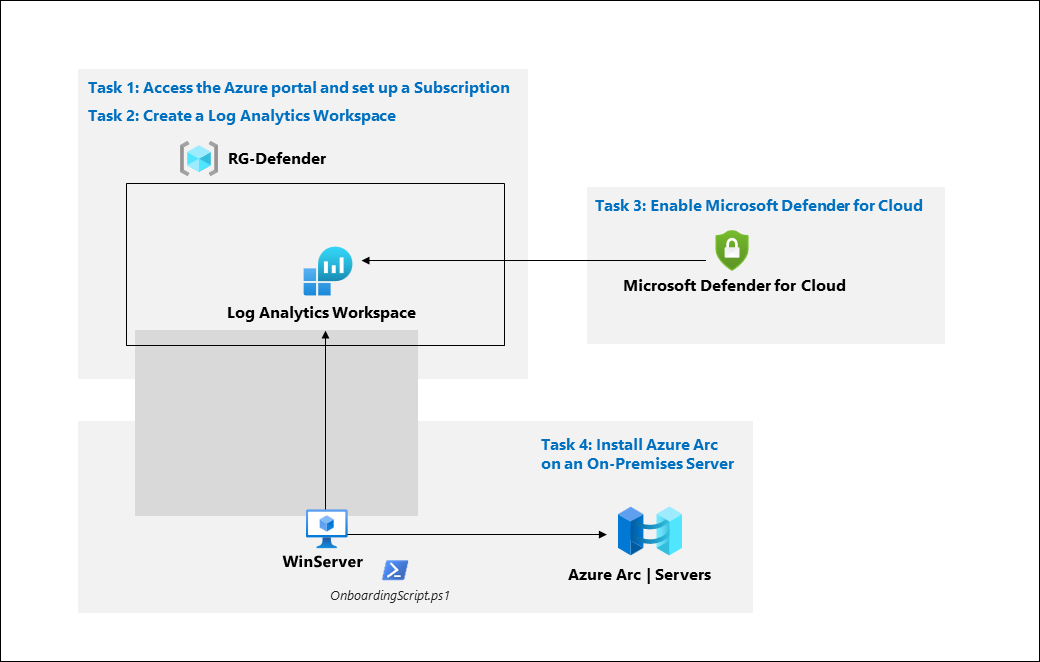 Task 1: Access the Azure portal and set up a Subscription
Task 2: Create a Log Analytics Workspace
RG-Defender
Task 3: Enable Microsoft Defender for Cloud
Microsoft Defender for Cloud
Log Analytics Workspace
Task 4: Install Azure Arc
on an On-Premises Server
WinServer
OnboardingScript.ps1
Azure Arc | Servers